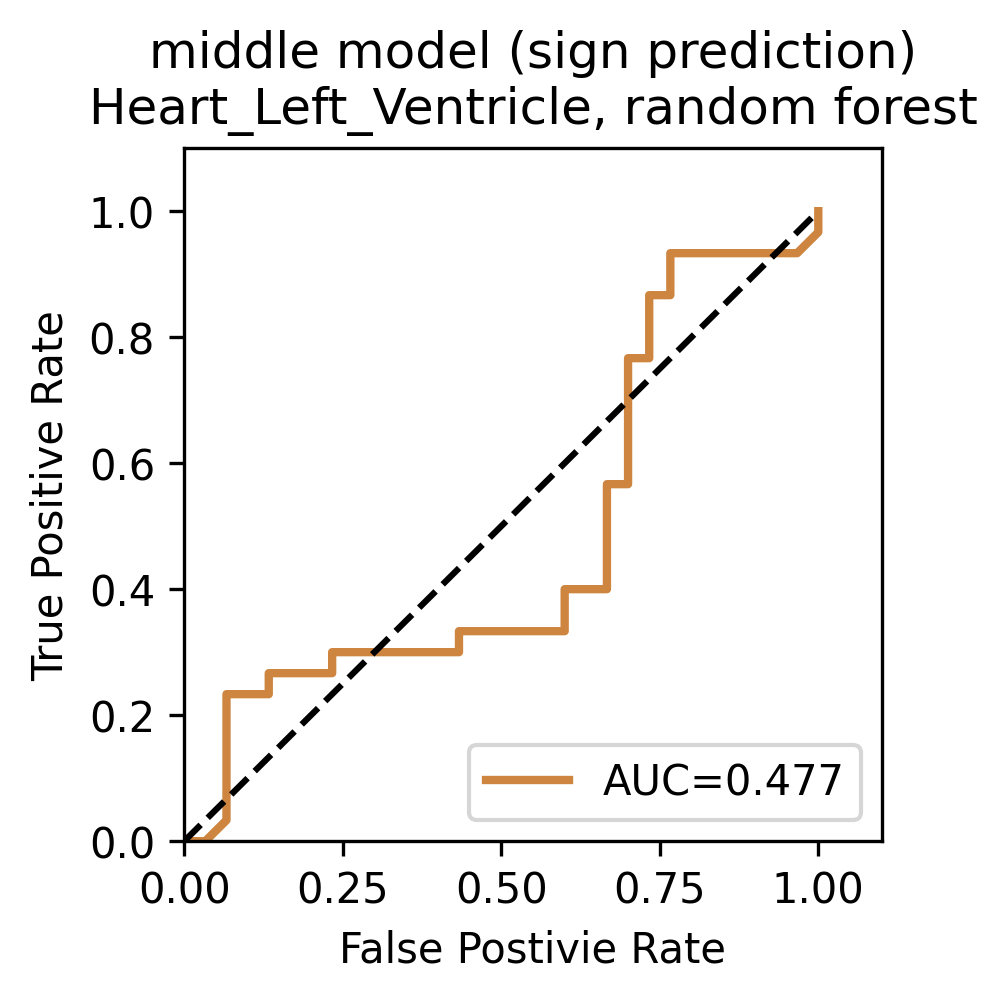 middle model (sign prediction)
Heart_Left_Ventricle, random forest
True Positive Rate
1.0
0.8
0.6
0.4
0.2
0.0
AUC=0.477
0.00 0.25 0.50 0.75 1.00
False Postivie Rate